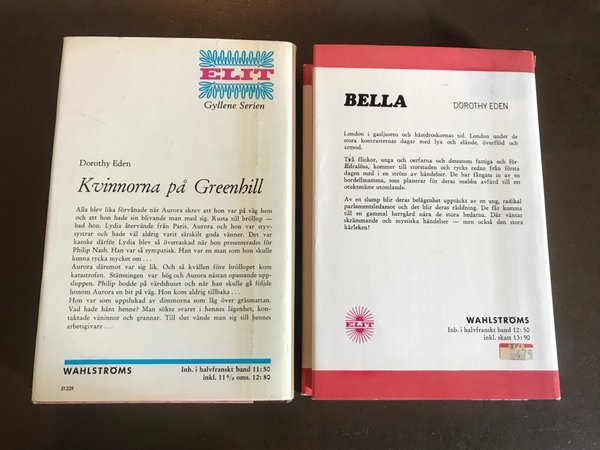 ELIT
Gyllene Serien
Dorothy Eden
Kvinnorna på Greenhill
Alla blev lika förvånade när Aurora skrev att hon var på väg hem
och att hon hade sin blivande man med sig. Rusta till bröllop —
bad hon. Lydia återvände från Paris. Aurora och hon var styv-
systrar och hade väl aldrig varit särskilt goda vänner. Det var
kanske därför Lydia blev så överraskad när hon presenterades för
Philip Nash. Han var så sympatisk. Han var en man som hon skulle
kunna tycka mycket om . . .
Aurora däremot var sig lik. Och så kvällen före bröllopet kom
katastrofen. Stämningen var hög och Aurora nästan opassande upp-
sluppen. Philip bodde på värdshuset och när han skulle gå följde
honom Aurora en bit på väg. Hon kom aldrig tillbaka . . .
Hon var som uppslukad av dimmorna som låg över gräsmattan.
Vad hade hänt henne? Man sökte svaret i hennes lägenhet, kon-
taktade väninnor och grannar. Till slut vände man sig till hennes
arbetsgivare . . .
WAHLSTRÖMS
Inb. i halvfranskt band 11: 50
inkl. 11 % oms. 12: 80
31229
BELLA
DOROTHY EDEN
London i gasljusens och hästdroskornas tid. London under de
stora kontrasternas dagar med lyx och elände, överflöd och
armod.
Två flickor, unga och oerfarna och dessutom fattiga och för-
äldralösa, kommer till storstaden och rycks redan från första
dagen med i en ström av händelser. De har fångats in av en
bordellmamma, som planerar för deras snabba avfärd till ett
otuktsnäste utomlands.
Av en slump blir deras belägenhet upptäckt av en ung, radikal
parlamentsledamot och det blir deras räddning. De får komma
till en gammal herrgård nära de stora hedarna. Där väntar
skrämmande och mystiska händelser — men också den stora
kärleken!
ELIT
WAHLSTRÖMS
Inb. i halvfranskt band 12: 50
inkl. skatt 13: 90
4.75